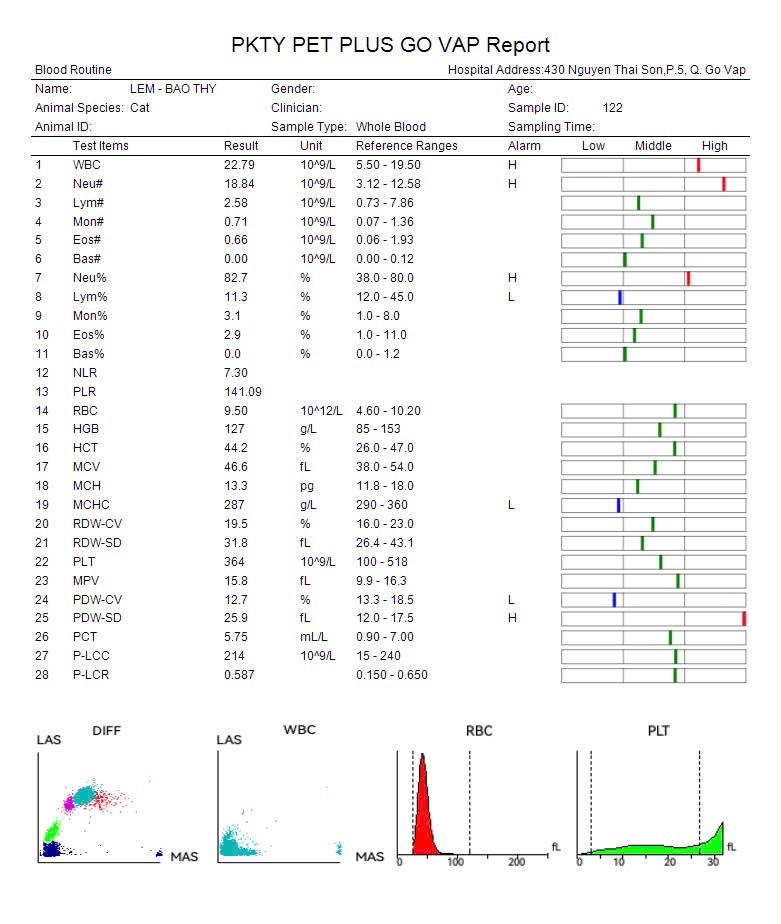 PKTY PET PLUS GO VAP Report
Blood Routine Hospital Address:430 Nguyen Thai Son,P.5, Q. Go Vap
Name: LEM - BAO THY Gender: Age:
Animal Species: Cat Clinician: Sample ID: 122
Animal ID: Sample Type: Whole Blood Sampling Time:
Test Items Result Unit Reference Ranges Alarm Low Middle High
1 WBC 22.79 10^9/L 5.50 - 19.50 H
2 Neu# 18.84 10^9/L 3.12 - 12.58 H
3 Lym# 2.58 10^9/L 0.73 - 7.86
4 Mon# 0.71 10^9/L 0.07 - 1.36
5 Eos# 0.66 10^9/L 0.06 - 1.93
6 Bas# 0.00 10^9/L 0.00 - 0.12
7 Neu% 82.7 % 38.0 - 80.0 H
8 Lym% 11.3 % 12.0 - 45.0 L
9 Mon% 3.1 % 1.0 - 8.0
10 Eos% 2.9 % 1.0 - 11.0
11 Bas% 0.0 % 0.0 - 1.2
12 NLR 7.30
13 PLR 141.09
14 RBC 9.50 10^12/L 4.60 - 10.20
15 HGB 127 g/L 85 - 153
16 HCT 44.2 % 26.0 - 47.0
17 MCV 46.6 fL 38.0 - 54.0
18 MCH 13.3 pg 11.8 - 18.0
19 MCHC 287 g/L 290 - 360 L
20 RDW-CV 19.5 % 16.0 - 23.0
21 RDW-SD 31.8 fL 26.4 - 43.1
22 PLT 364 10^9/L 100 - 518
23 MPV 15.8 fL 9.9 - 16.3
24 PDW-CV 12.7 % 13.3 - 18.5 L
25 PDW-SD 25.9 fL 12.0 - 17.5 H
26 PCT 5.75 mL/L 0.90 - 7.00
27 P-LCC 214 10^9/L 15 - 240
28 P-LCR 0.587 0.150 - 0.650
DIFF WBC RBC PLT
LAS LAS
MAS MAS fL fL
0 100 200 0 10 20 30